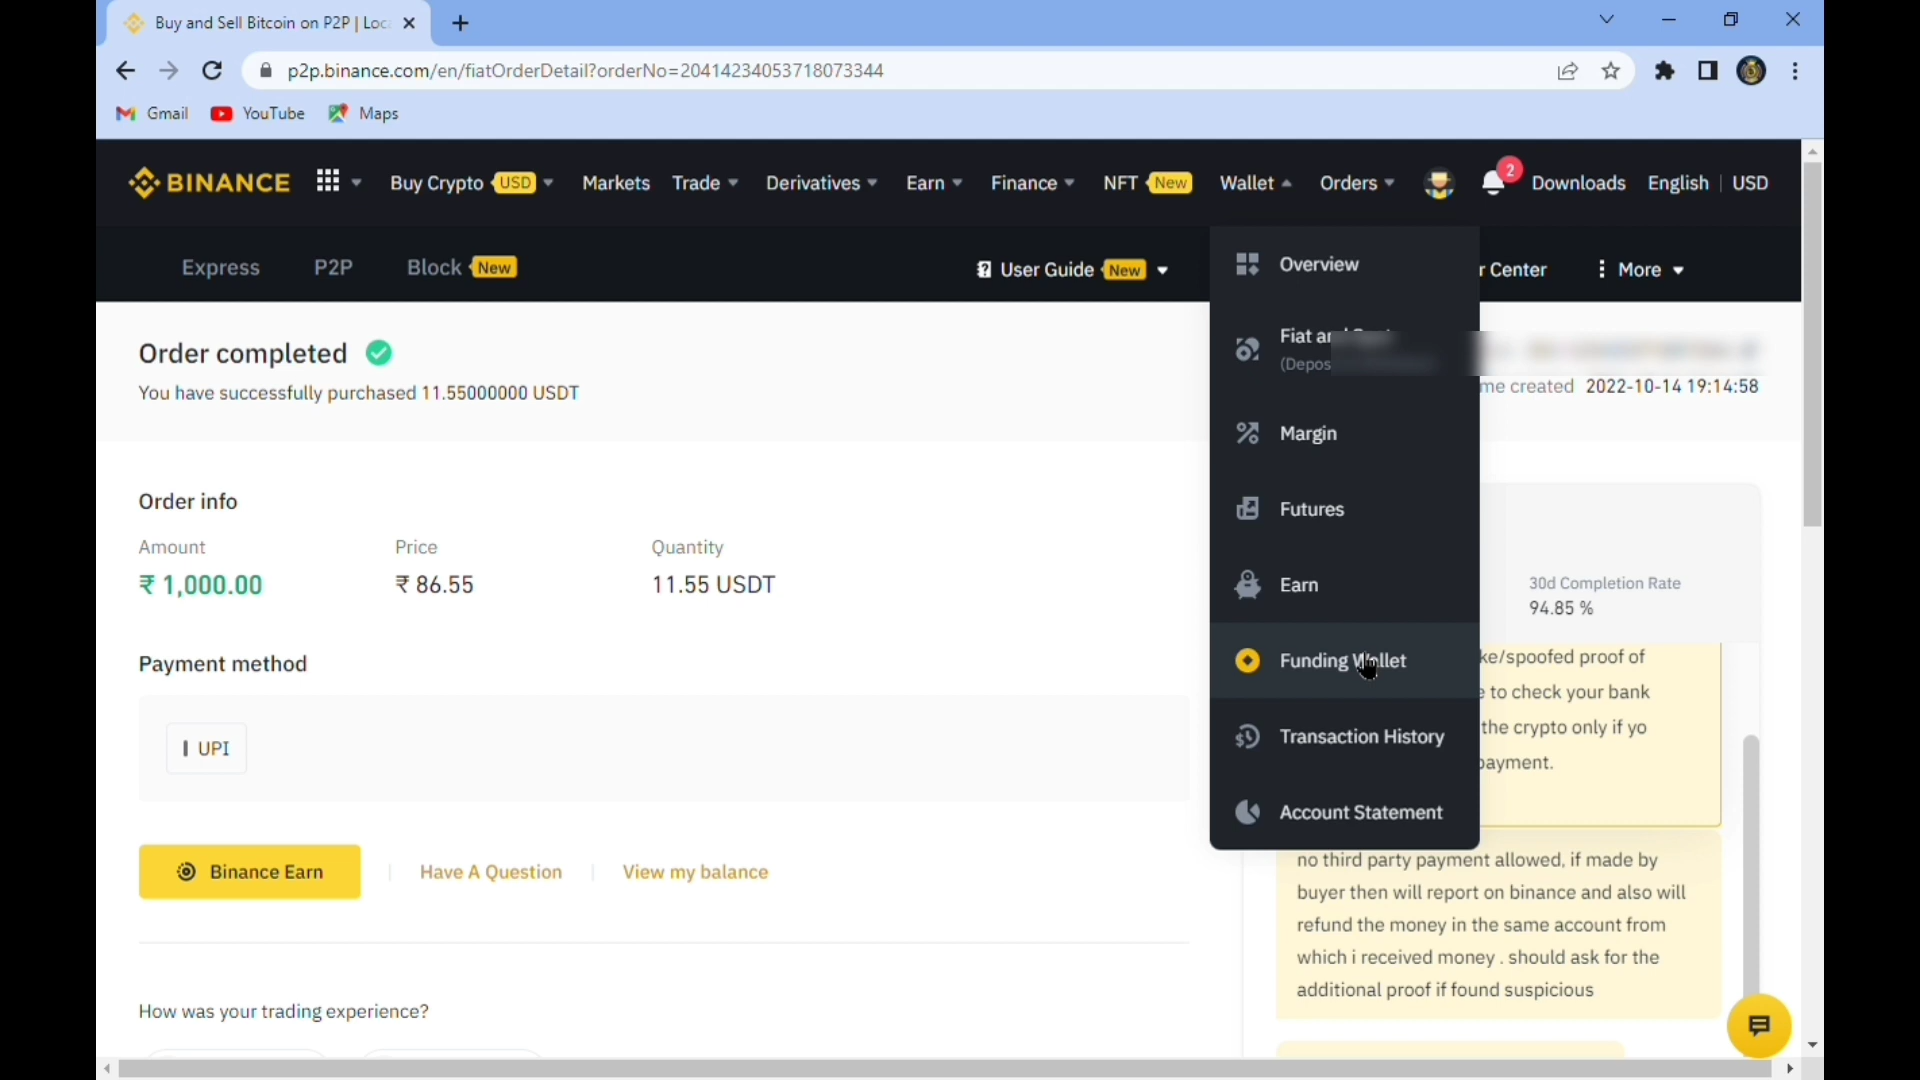 Buy and Sell Bitcoin on P2P | Loc
p2p.binance.com/en/fiatOrderDetail?orderNo=20414234053718073344
Gmail YouTube Maps
BINANCE Buy Crypto USD Markets Trade Derivatives Earn Finance NFT New Wallet Orders 2 Downloads English | USD
Express P2P Block New User Guide New r Center More
Overview
Fiat an
(Depos
Margin
Futures
Earn
Funding Wallet
Transaction History
Account Statement
Order completed
You have successfully purchased 11.55000000 USDT
me created 2022-10-14 19:14:58
Order info
Amount Price Quantity
₹ 1,000.00 ₹ 86.55 11.55 USDT
30d Completion Rate
94.85 %
Payment method
UPI
ke/spoofed proof of
e to check your bank
the crypto only if yo
payment.
Binance Earn Have A Question View my balance
no third party payment allowed, if made by
buyer then will report on binance and also will
refund the money in the same account from
which i received money . should ask for the
additional proof if found suspicious
How was your trading experience?